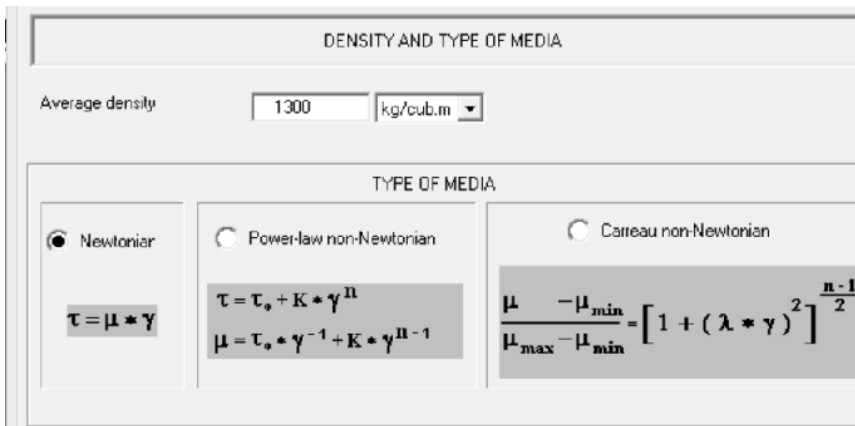 DENSITY AND TYPE OF MEDIA
Average density 1300 kg/cub.m
TYPE OF MEDIA
Newtonian
τ = μ * γ
Power-law non-Newtonian
τ = τ₀ + K * γⁿ
μ = τ₀ * γ⁻¹ + K * γⁿ⁻¹
Carreau non-Newtonian
(μ - μmin) / (μmax - μmin) = [1 + (λ * γ)²]^((n-1)/2)